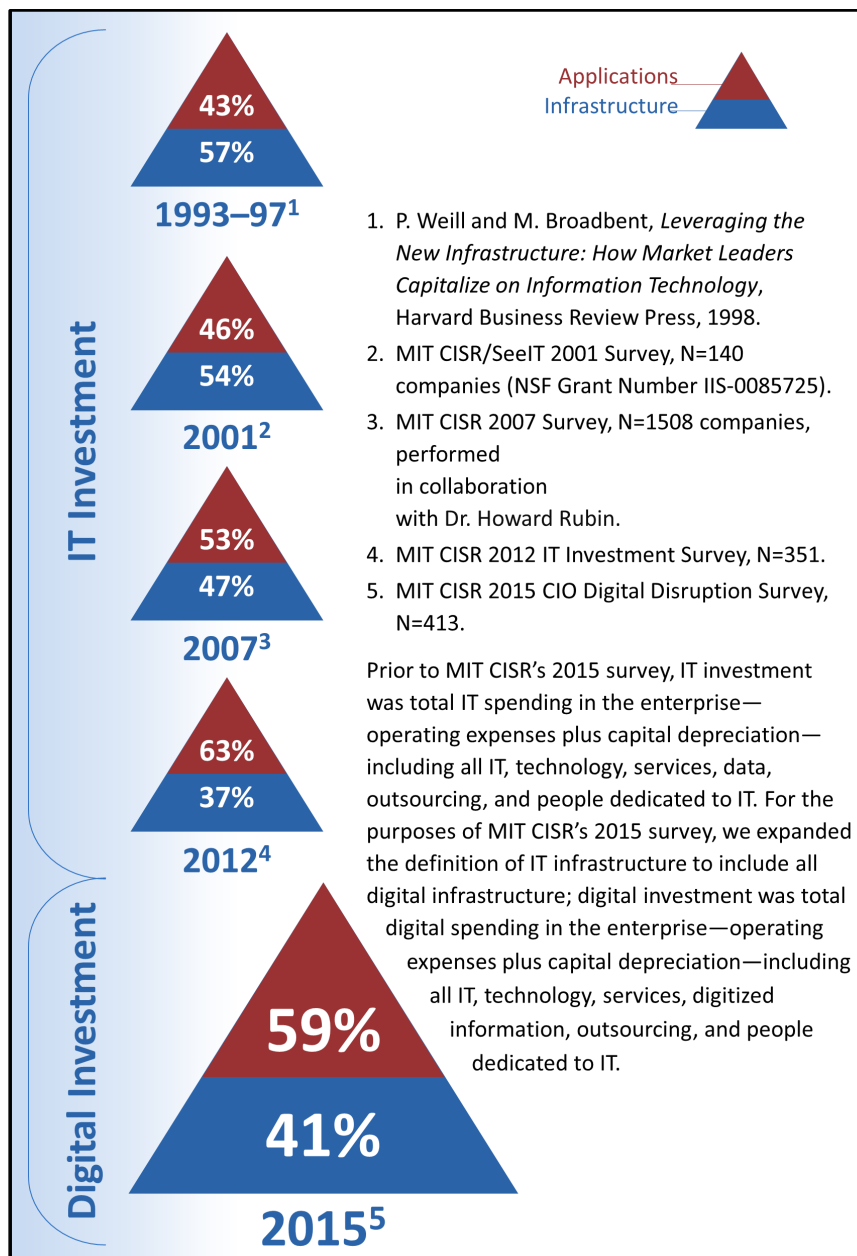 Applications
Infrastructure
IT Investment
43%
57%
1993–97¹
46%
54%
2001²
53%
47%
2007³
63%
37%
2012⁴
Digital Investment
59%
41%
2015⁵
1. P. Weill and M. Broadbent, Leveraging the
New Infrastructure: How Market Leaders
Capitalize on Information Technology,
Harvard Business Review Press, 1998.
2. MIT CISR/SeeIT 2001 Survey, N=140
companies (NSF Grant Number IIS-0085725).
3. MIT CISR 2007 Survey, N=1508 companies,
performed
in collaboration
with Dr. Howard Rubin.
4. MIT CISR 2012 IT Investment Survey, N=351.
5. MIT CISR 2015 CIO Digital Disruption Survey,
N=413.
Prior to MIT CISR’s 2015 survey, IT investment
was total IT spending in the enterprise—
operating expenses plus capital depreciation—
including all IT, technology, services, data,
outsourcing, and people dedicated to IT. For the
purposes of MIT CISR’s 2015 survey, we expanded
the definition of IT infrastructure to include all
digital infrastructure; digital investment was total
digital spending in the enterprise—operating
expenses plus capital depreciation—including
all IT, technology, services, digitized
information, outsourcing, and people
dedicated to IT.